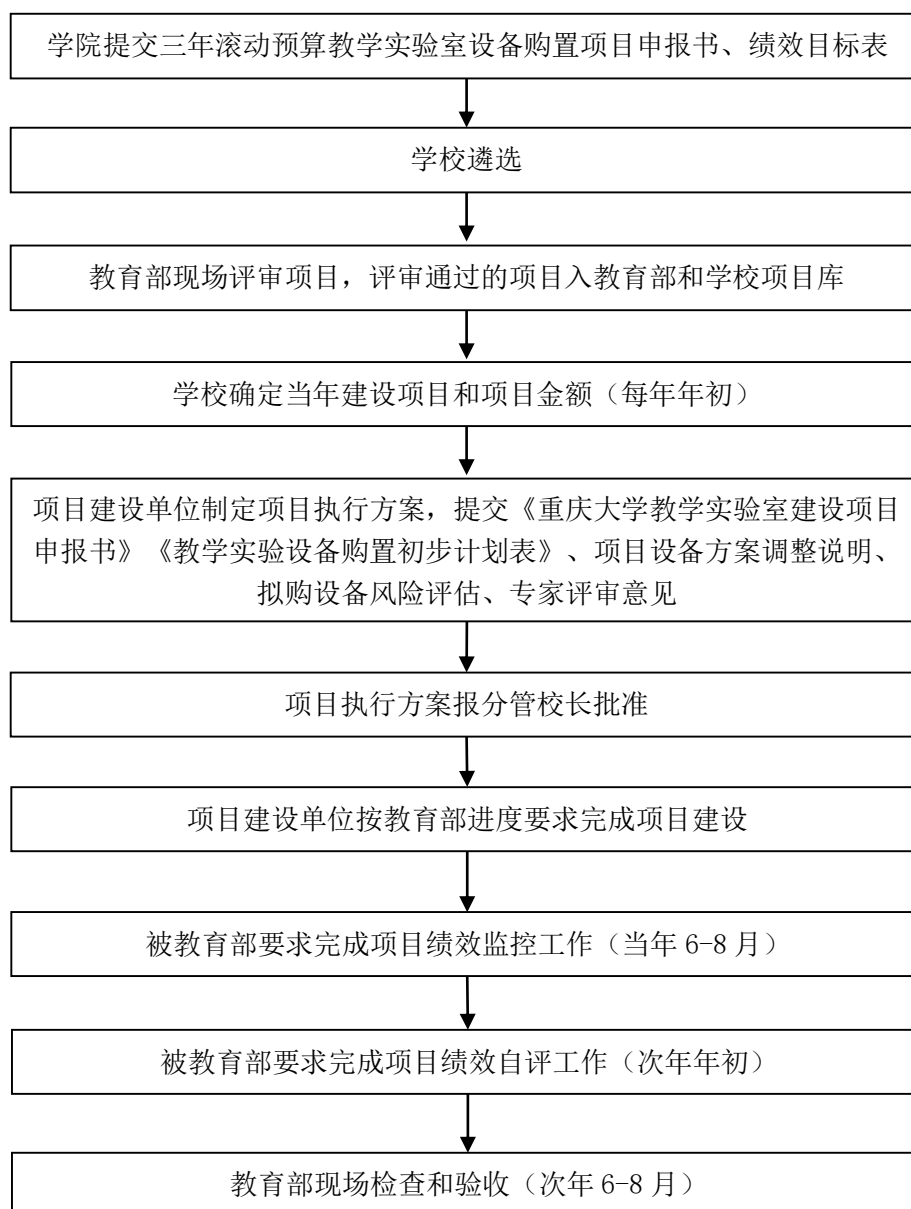 学院提交三年滚动预算教学实验室设备购置项目申报书、绩效目标表
学校遴选
教育部现场评审项目，评审通过的项目入教育部和学校项目库
学校确定当年建设项目和项目金额（每年年初）
项目建设单位制定项目执行方案，提交《重庆大学教学实验室建设项目
申报书》《教学实验设备购置初步计划表》、项目设备方案调整说明、
拟购设备风险评估、专家评审意见
项目执行方案报分管校长批准
项目建设单位按教育部进度要求完成项目建设
被教育部要求完成项目绩效监控工作（当年 6-8 月）
被教育部要求完成项目绩效自评工作（次年年初）
教育部现场检查和验收（次年 6-8 月）